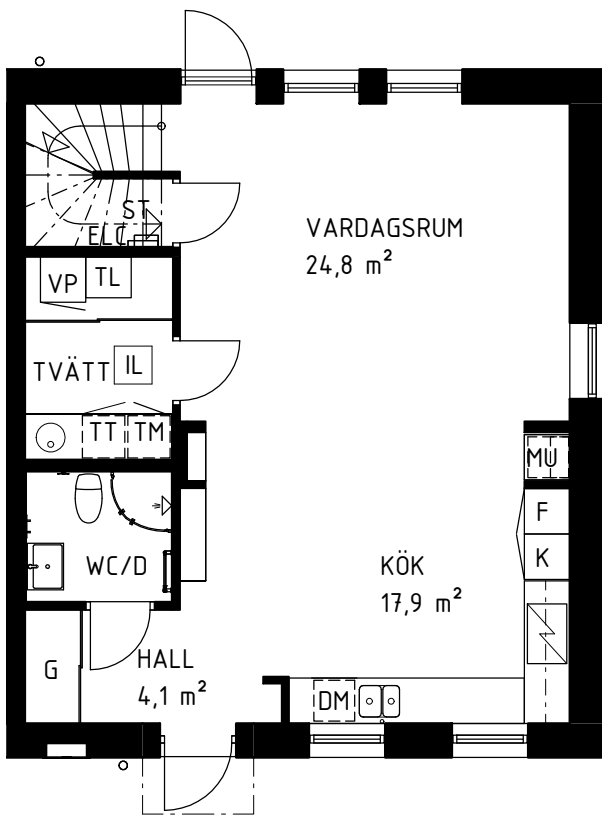 ST
ELC
VARDAGSRUM
24,8 m²
VP
TL
TVÄTT
IL
TT
TM
MU
F
K
WC/D
KÖK
17,9 m²
G
HALL
4,1 m²
DM